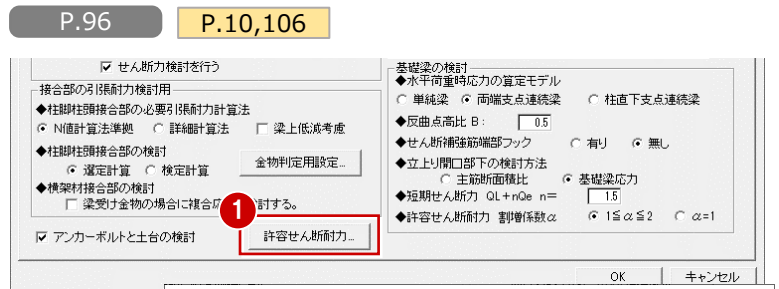 P.96 P.10,106
せん断力検討を行う
接合部の引張耐力検討用
◆柱脚柱頭接合部の必要引張耐力計算法
N値計算法準拠 詳細計算法 梁上低減考慮
◆柱脚柱頭接合部の検討
選定計算 検定計算 金物判定用設定...
◆横架材接合部の検討
梁受け金物の場合に複合応 討する。
1
アンカーボルトと土台の検討 許容せん断耐力...
基礎梁の検討
◆水平荷重時応力の算定モデル
単純梁 両端支点連続梁 柱直下支点連続梁
◆反曲点高比 B: 0.5
◆せん断補強筋端部フック 有り 無し
◆立上り開口部下の検討方法
主筋断面積比 基礎梁応力
◆短期せん断力 QL+nQe n= 1.5
◆許容せん断耐力 割増係数α 1≦α≦2 α=1
OK キャンセル